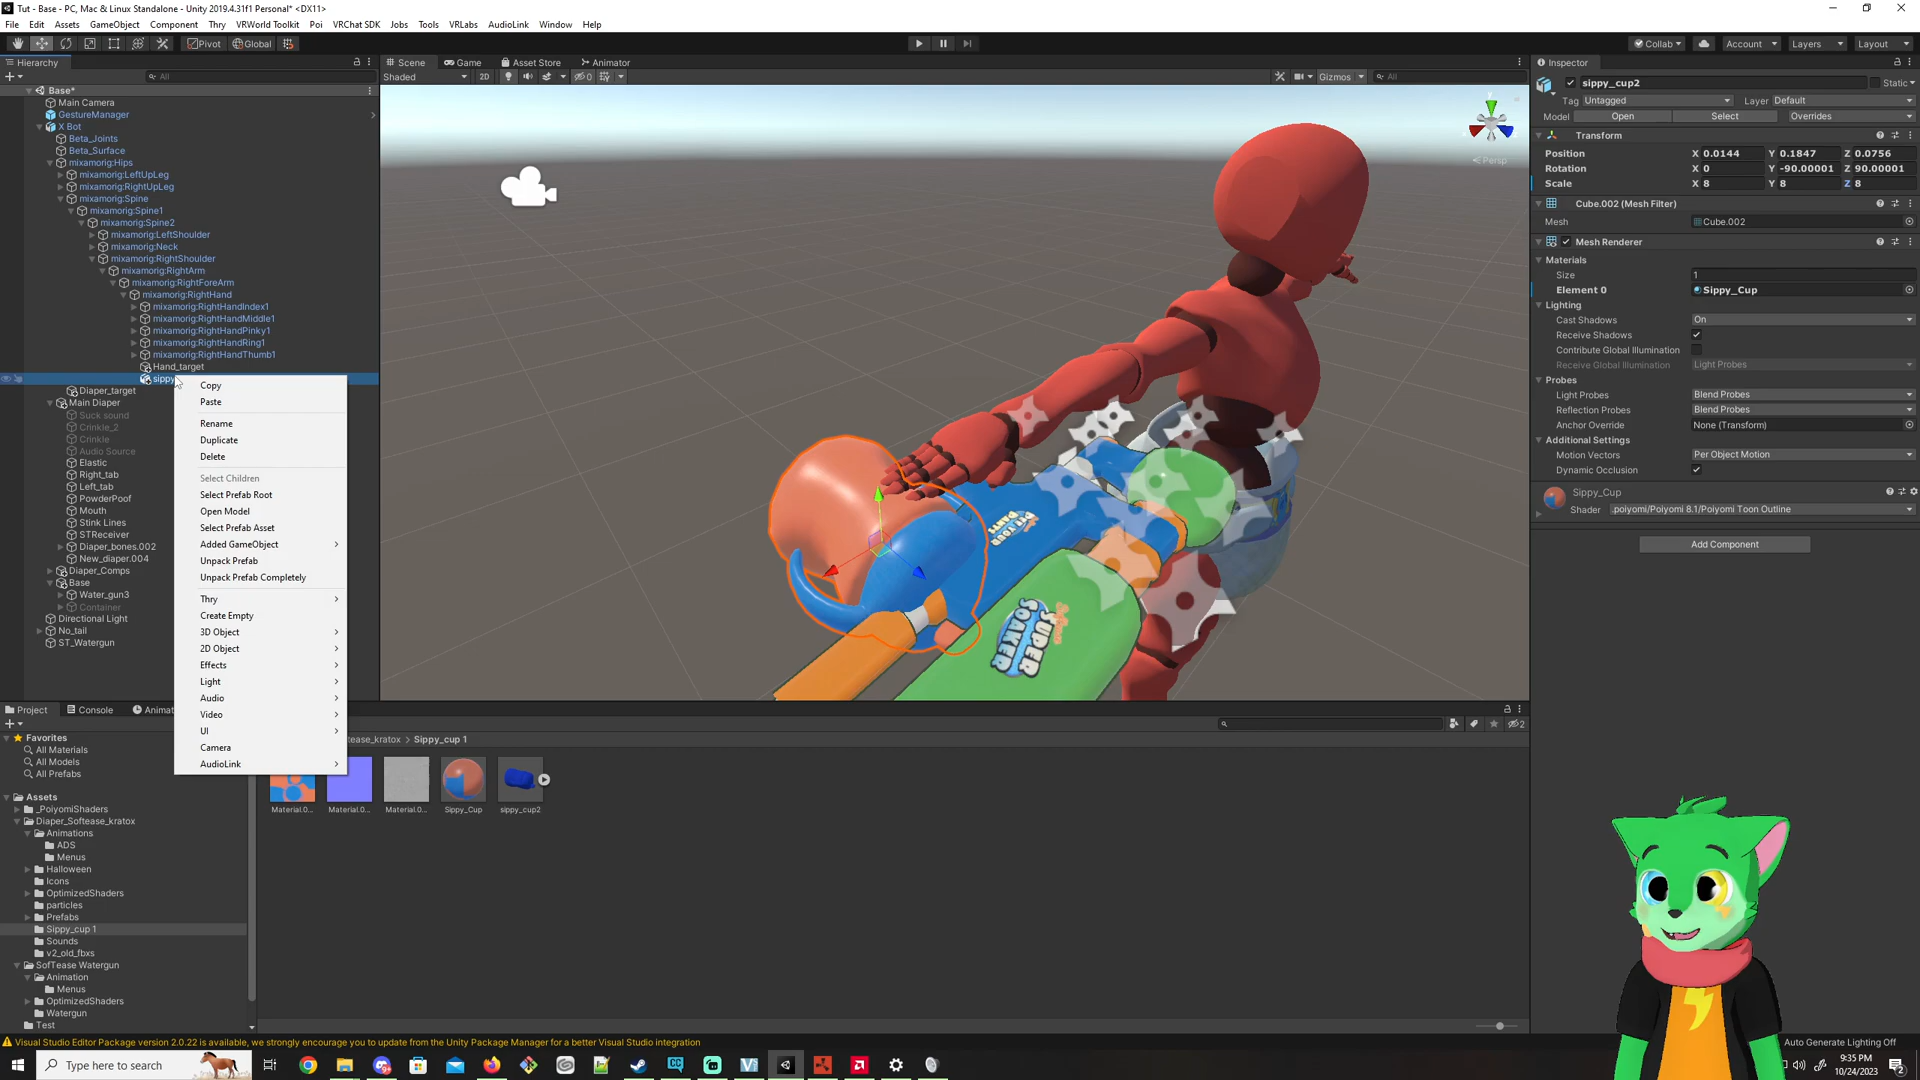 Tut - Base - PC, Mac & Linux Standalone - Unity 2019.4.31f1 Personal* <DX11>
File Edit Assets GameObject Component Thry VRWorld Toolkit Poi VRChat SDK Jobs Tools VRLabs AudioLink Window Help
Pivot Global Collab Account Layers Layout
Hierarchy
All
Base*
Main Camera
GestureManager
X Bot
Beta_Joints
Beta_Surface
mixamorig:Hips
mixamorig:LeftUpLeg
mixamorig:RightUpLeg
mixamorig:Spine
mixamorig:Spine1
mixamorig:Spine2
mixamorig:LeftShoulder
mixamorig:Neck
mixamorig:RightShoulder
mixamorig:RightArm
mixamorig:RightForeArm
mixamorig:RightHand
mixamorig:RightHandIndex1
mixamorig:RightHandMiddle1
mixamorig:RightHandPinky1
mixamorig:RightHandRing1
mixamorig:RightHandThumb1
Hand_target
sippy
Diaper_target
Main Diaper
Suck sound
Crinkle_2
Crinkle
Audio Source
Elastic
Right_tab
Left_tab
PowderPoof
Mouth
Stink Lines
STReceiver
Diaper_bones.002
New_diaper.004
Diaper_Comps
Base
Water_gun3
Container
Directional Light
No_tail
ST_Watergun
Copy
Paste
Rename
Duplicate
Delete
Select Children
Select Prefab Root
Open Model
Select Prefab Asset
Added GameObject
Unpack Prefab
Unpack Prefab Completely
Thry
Create Empty
3D Object
2D Object
Effects
Light
Audio
Video
UI
Camera
AudioLink
Scene Game Asset Store Animator
Shaded 2D 0 Gizmos All
y
Persp
SUPER SOAKER
Inspector
sippy_cup2 Static
Tag Untagged Layer Default
Model Open Select Overrides
Transform
Position X 0.0144 Y 0.1847 Z 0.0756
Rotation X 0 Y -90.00001 Z 90.00001
Scale X 8 Y 8 Z 8
Cube.002 (Mesh Filter)
Mesh Cube.002
Mesh Renderer
Materials
Size 1
Element 0 Sippy_Cup
Lighting
Cast Shadows On
Receive Shadows
Contribute Global Illumination
Receive Global Illumination Light Probes
Probes
Light Probes Blend Probes
Reflection Probes Blend Probes
Anchor Override None (Transform)
Additional Settings
Motion Vectors Per Object Motion
Dynamic Occlusion
Sippy_Cup
Shader .poiyomi/Poiyomi 8.1/Poiyomi Toon Outline
Add Component
Project Console Animat
Favorites
All Materials
All Models
All Prefabs
Assets
_PoiyomiShaders
Diaper_Softease_kratox
Animations
ADS
Menus
Halloween
Icons
OptimizedShaders
particles
Prefabs
Sippy_cup 1
Sounds
v2_old_fbxs
SofTease Watergun
Animation
Menus
OptimizedShaders
Watergun
Test
tease_kratox > Sippy_cup 1
2
Material.0... Material.0... Material.0... Sippy_Cup sippy_cup2
Visual Studio Editor Package version 2.0.22 is available, we strongly encourage you to update from the Unity Package Manager for a better Visual Studio integration
Auto Generate Lighting Off
Type here to search
9:35 PM
10/24/2023